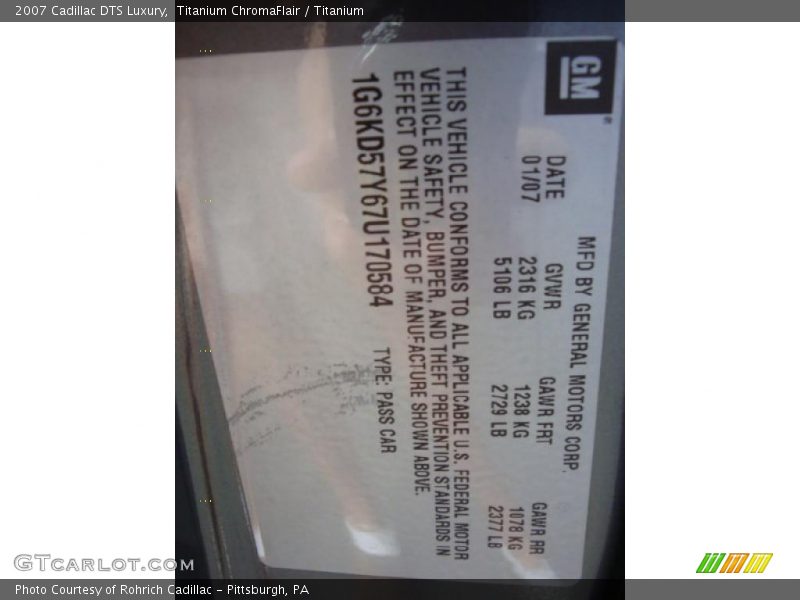 2007 Cadillac DTS Luxury, Titanium ChromaFlair / Titanium
GM
MFD BY GENERAL MOTORS CORP.
DATE GVWR GAWR FRT GAWR RR
01/07 2316 KG 1238 KG 1078 KG
5106 LB 2729 LB 2377 LB
THIS VEHICLE CONFORMS TO ALL APPLICABLE U.S. FEDERAL MOTOR
VEHICLE SAFETY, BUMPER, AND THEFT PREVENTION STANDARDS IN
EFFECT ON THE DATE OF MANUFACTURE SHOWN ABOVE.
1G6KD57Y67U170584 TYPE: PASS CAR
GTcarlot.com
Photo Courtesy of Rohrich Cadillac - Pittsburgh, PA